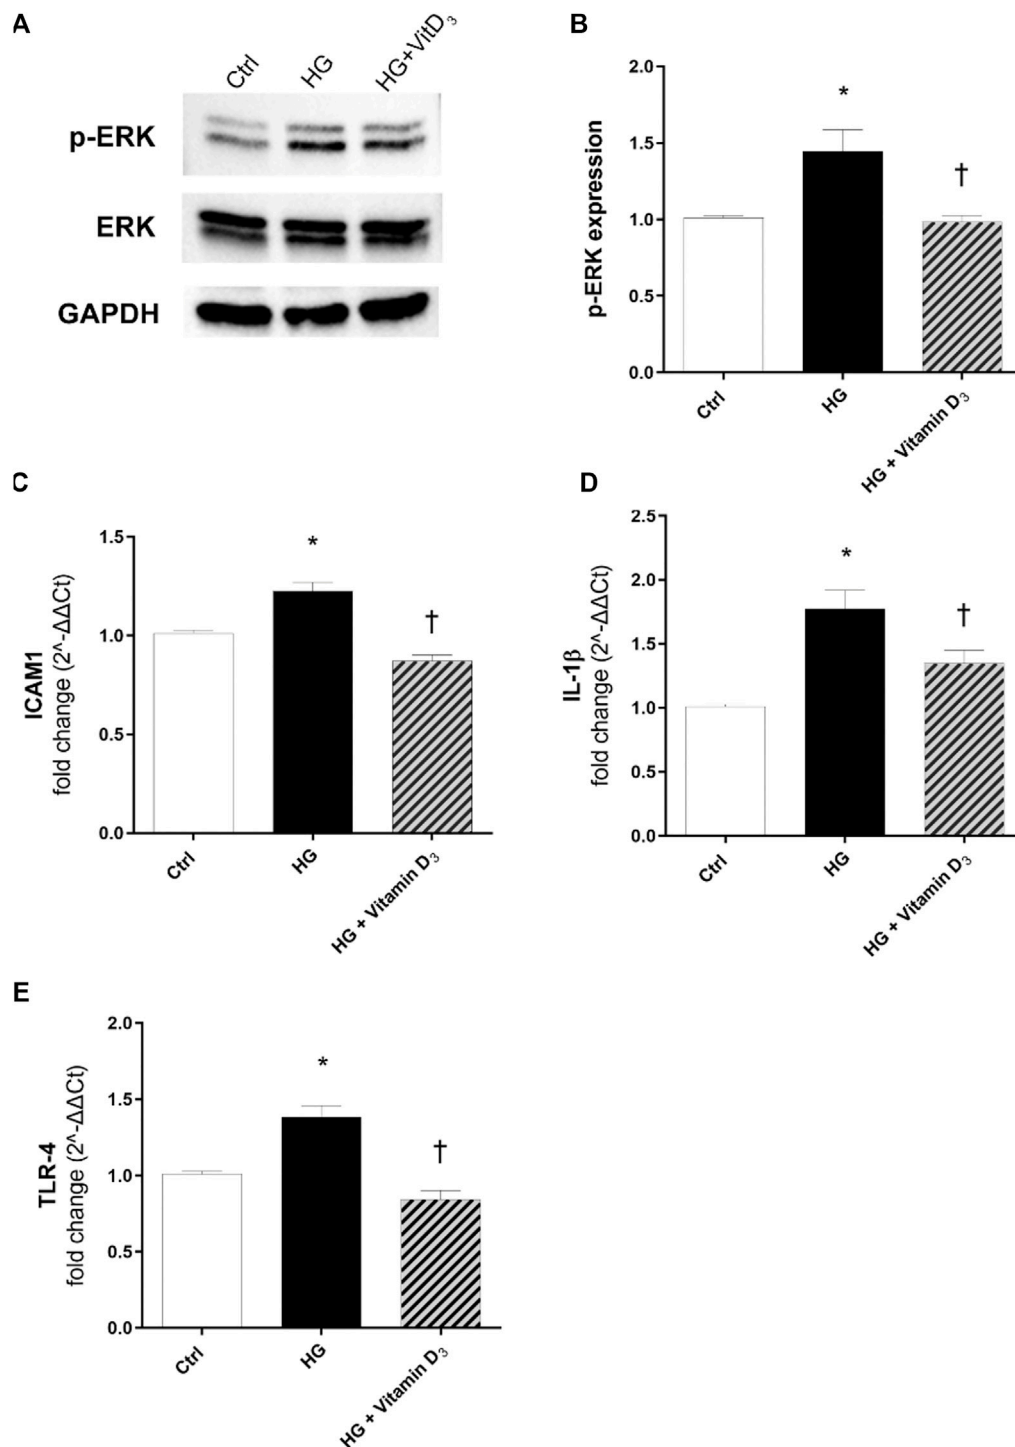 A
Ctrl
HG
HG+VitD₃
p-ERK
ERK
GAPDH
B
p-ERK expression
2.0
1.5
1.0
0.5
0.0
*
†
Ctrl
HG
HG + Vitamin D₃
C
ICAM1
fold change (2^-ΔΔCt)
1.5
1.0
0.5
0.0
*
†
Ctrl
HG
HG + Vitamin D₃
D
IL-1β
fold change (2^-ΔΔCt)
2.5
2.0
1.5
1.0
0.5
0.0
*
†
Ctrl
HG
HG + Vitamin D₃
E
TLR-4
fold change (2^-ΔΔCt)
2.0
1.5
1.0
0.5
0.0
*
†
Ctrl
HG
HG + Vitamin D₃